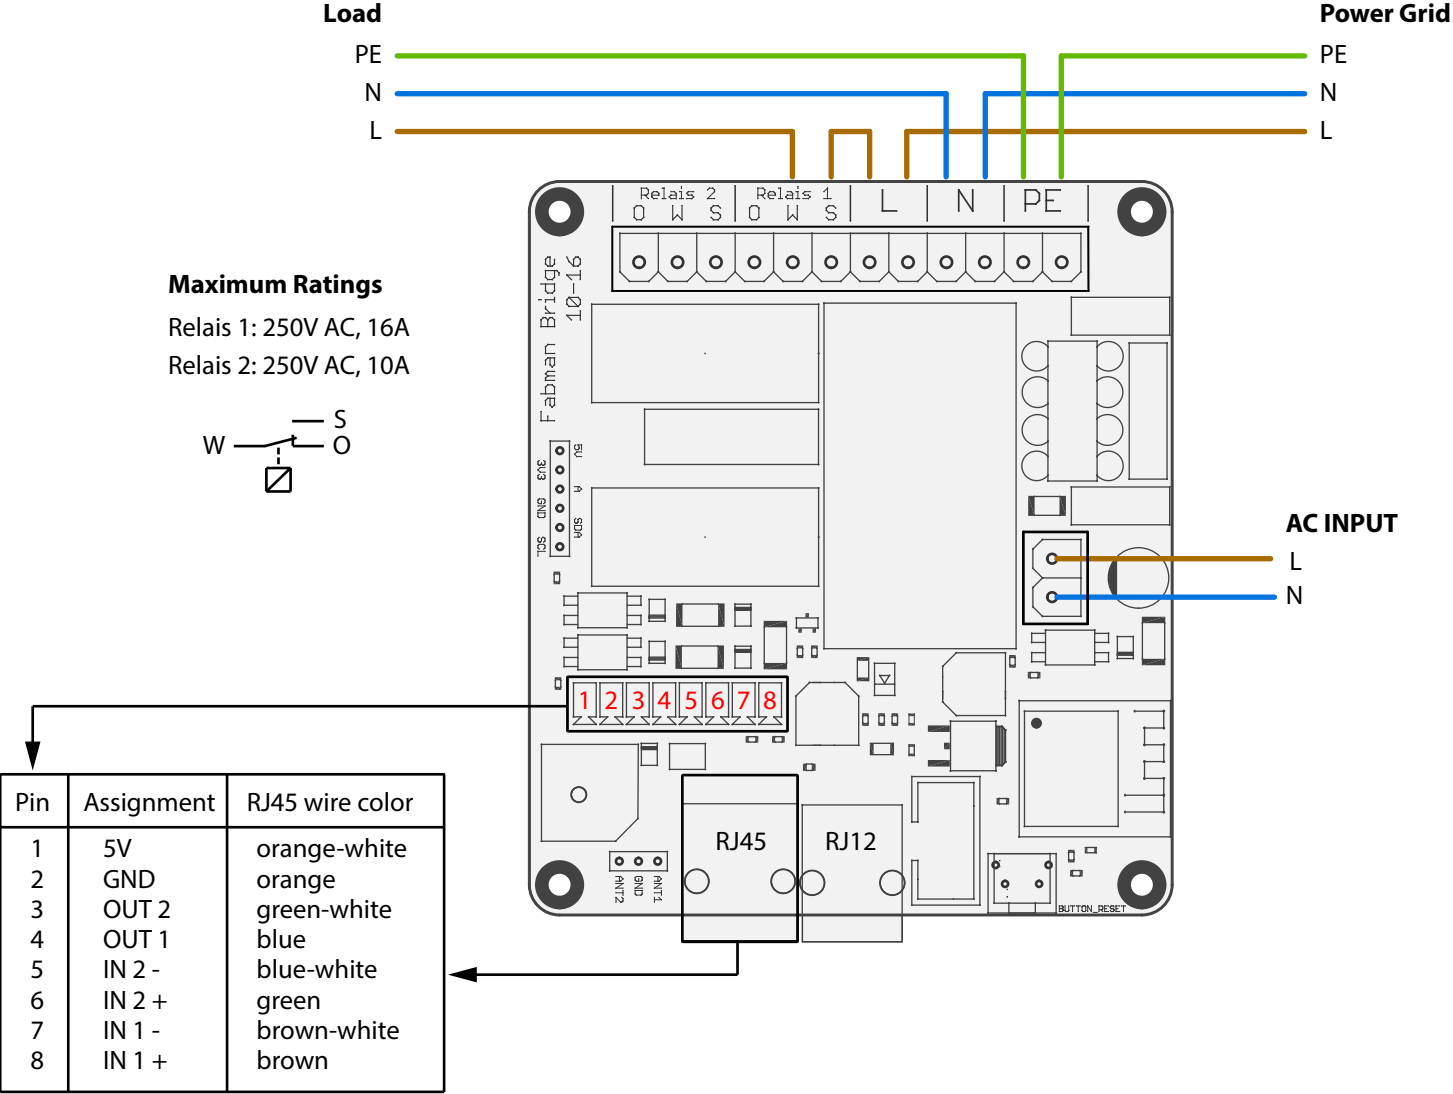 Load
Power Grid
PE
PE
N
N
L
L
Relais 2
Relais 1
L
N
PE
O W S O W S
Fabman Bridge
10-16
Maximum Ratings
Relais 1: 250V AC, 16A
Relais 2: 250V AC, 10A
S
W
O
5V
3V3
A
GND
SDA
SCL
AC INPUT
L
N
1 2 3 4 5 6 7 8
Pin Assignment RJ45 wire color
1 5V orange-white
2 GND orange
3 OUT 2 green-white
4 OUT 1 blue
5 IN 2 - blue-white
6 IN 2 + green
7 IN 1 - brown-white
8 IN 1 + brown
RJ45
RJ12
ANT2
GND
ANT1
BUTTON_RESET